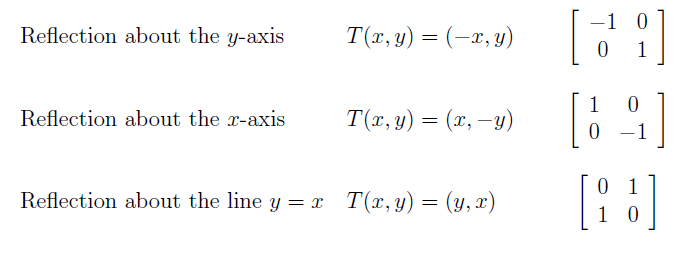 Reflection about the y-axis T(x, y) = (−x, y) [ −1 0
0 1 ]
Reflection about the x-axis T(x, y) = (x, −y) [ 1 0
0 −1 ]
Reflection about the line y = x T(x, y) = (y, x) [ 0 1
1 0 ]